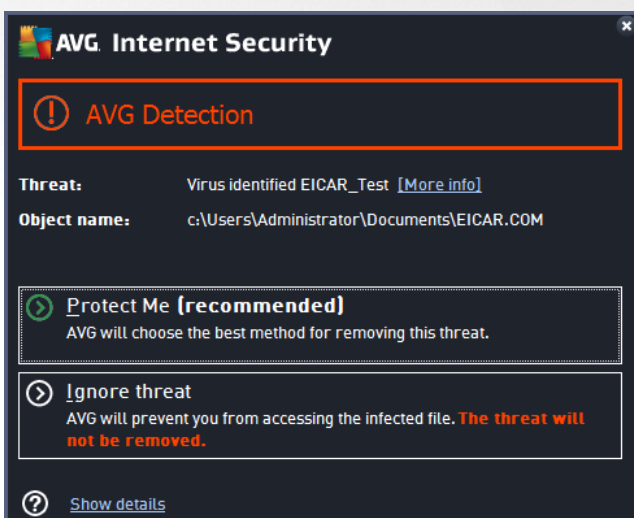 AVG. Internet Security
AVG Detection
Threat: Virus identified EICAR_Test [More info]
Object name: c:\Users\Administrator\Documents\EICAR.COM
Protect Me (recommended)
AVG will choose the best method for removing this threat.
Ignore threat
AVG will prevent you from accessing the infected file. The threat will
not be removed.
Show details